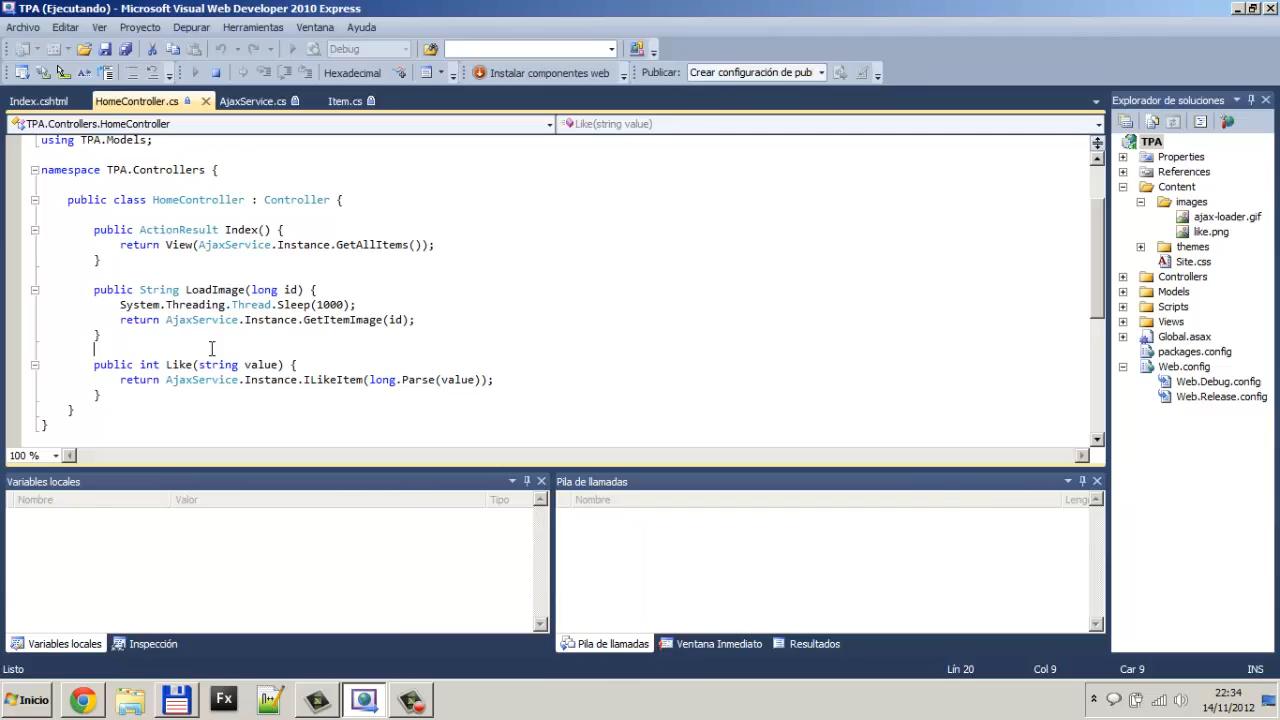 TPA (Ejecutando) - Microsoft Visual Web Developer 2010 Express
Archivo Editar Ver Proyecto Depurar Herramientas Ventana Ayuda
Debug
Hexadecimal Instalar componentes web Publicar: Crear configuración de pub
Index.cshtml HomeController.cs AjaxService.cs Item.cs
TPA.Controllers.HomeController Like(string value)
using TPA.Models;
namespace TPA.Controllers {
public class HomeController : Controller {
public ActionResult Index() {
return View(AjaxService.Instance.GetAllItems());
}
public String LoadImage(long id) {
System.Threading.Thread.Sleep(1000);
return AjaxService.Instance.GetItemImage(id);
}
public int Like(string value) {
return AjaxService.Instance.ILikeItem(long.Parse(value));
}
}
}
100 %
Explorador de soluciones
TPA
Properties
References
Content
images
ajax-loader.gif
like.png
themes
Site.css
Controllers
Models
Scripts
Views
Global.asax
packages.config
Web.config
Web.Debug.config
Web.Release.config
Variables locales
Nombre Valor Tipo
Pila de llamadas
Nombre Leng
Variables locales Inspección
Pila de llamadas Ventana Inmediato Resultados
Listo Lín 20 Col 9 Car 9 INS
Inicio Fx 22:34
14/11/2012